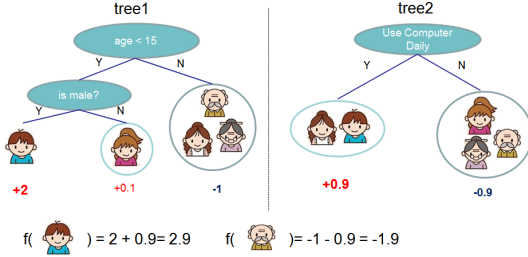 tree1
tree2
age < 15
Use Computer
Daily
Y
N
Y
N
is male?
Y
N
+2
+0.1
-1
+0.9
-0.9
f( ) = 2 + 0.9= 2.9
f( )= -1 - 0.9 = -1.9